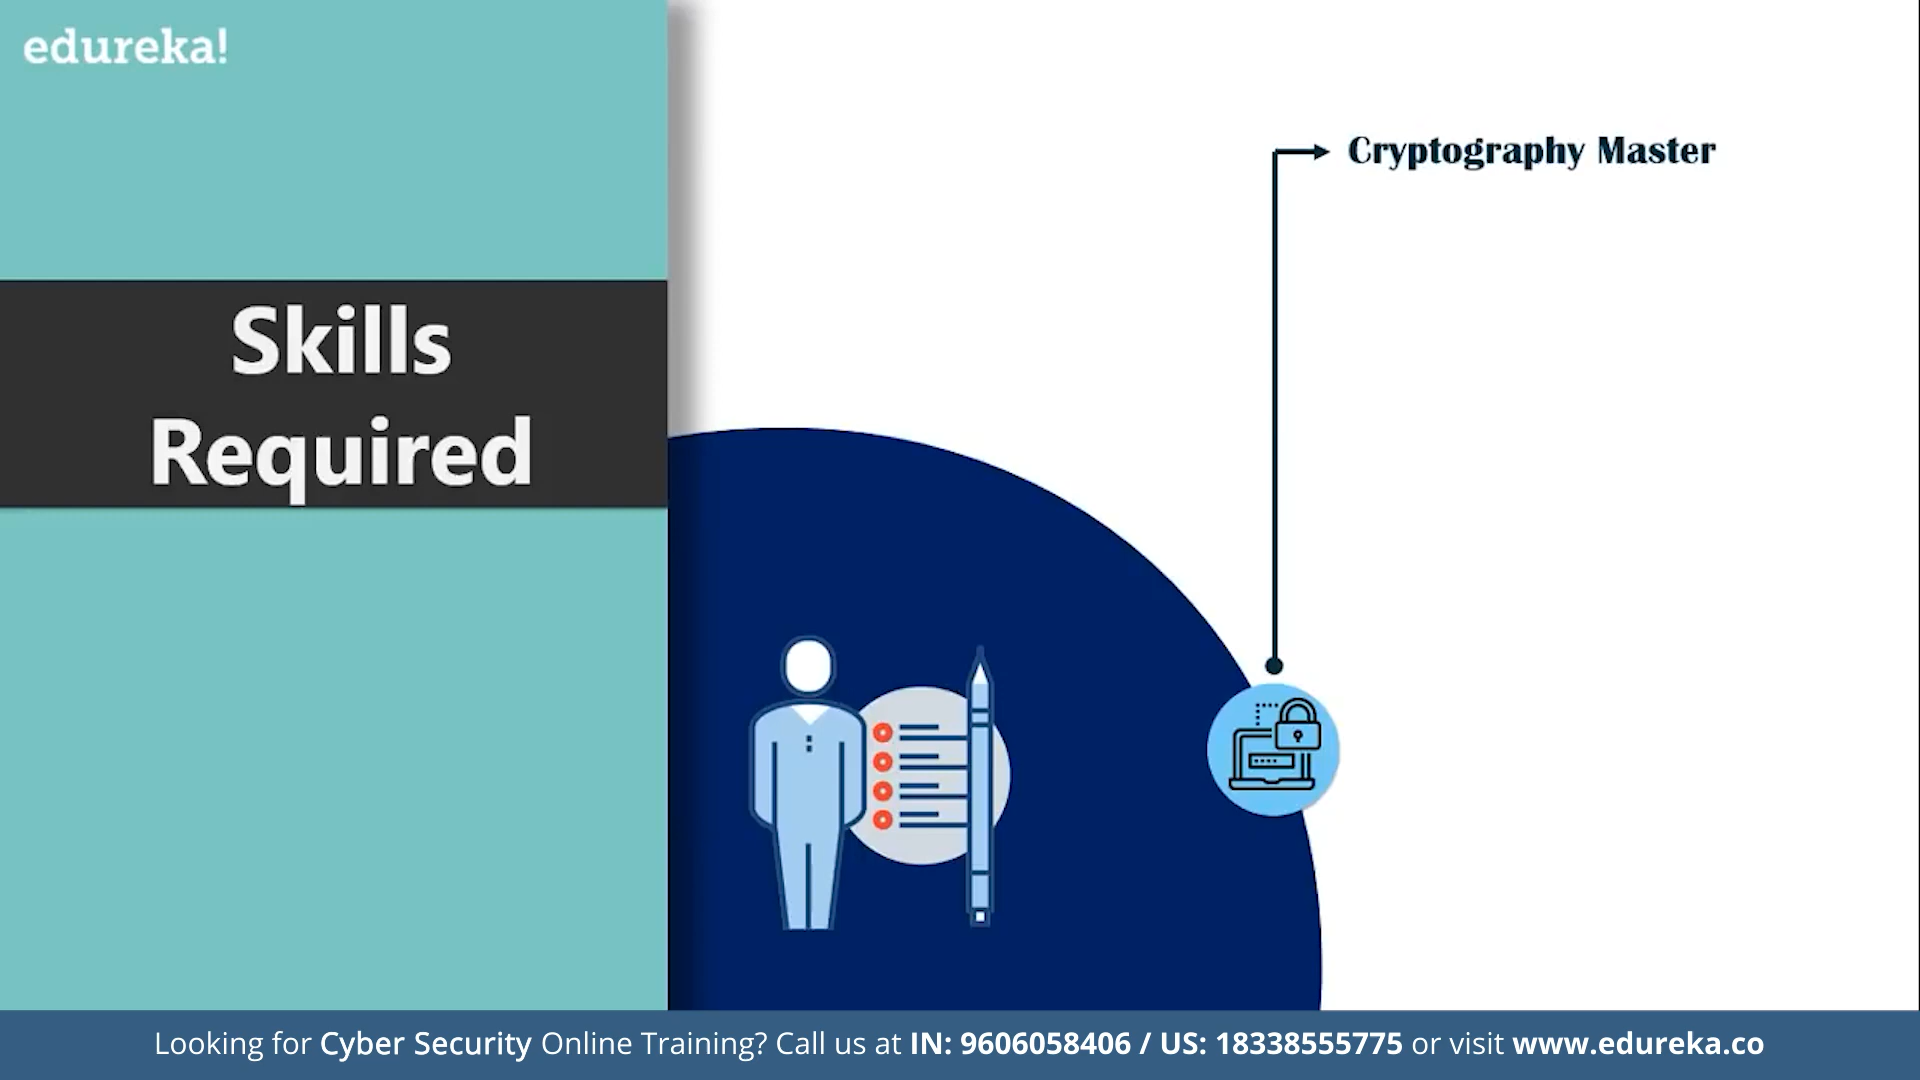 edureka!
Skills
Required
Cryptography Master
Looking for Cyber Security Online Training? Call us at IN: 9606058406 / US: 18338555775 or visit www.edureka.co